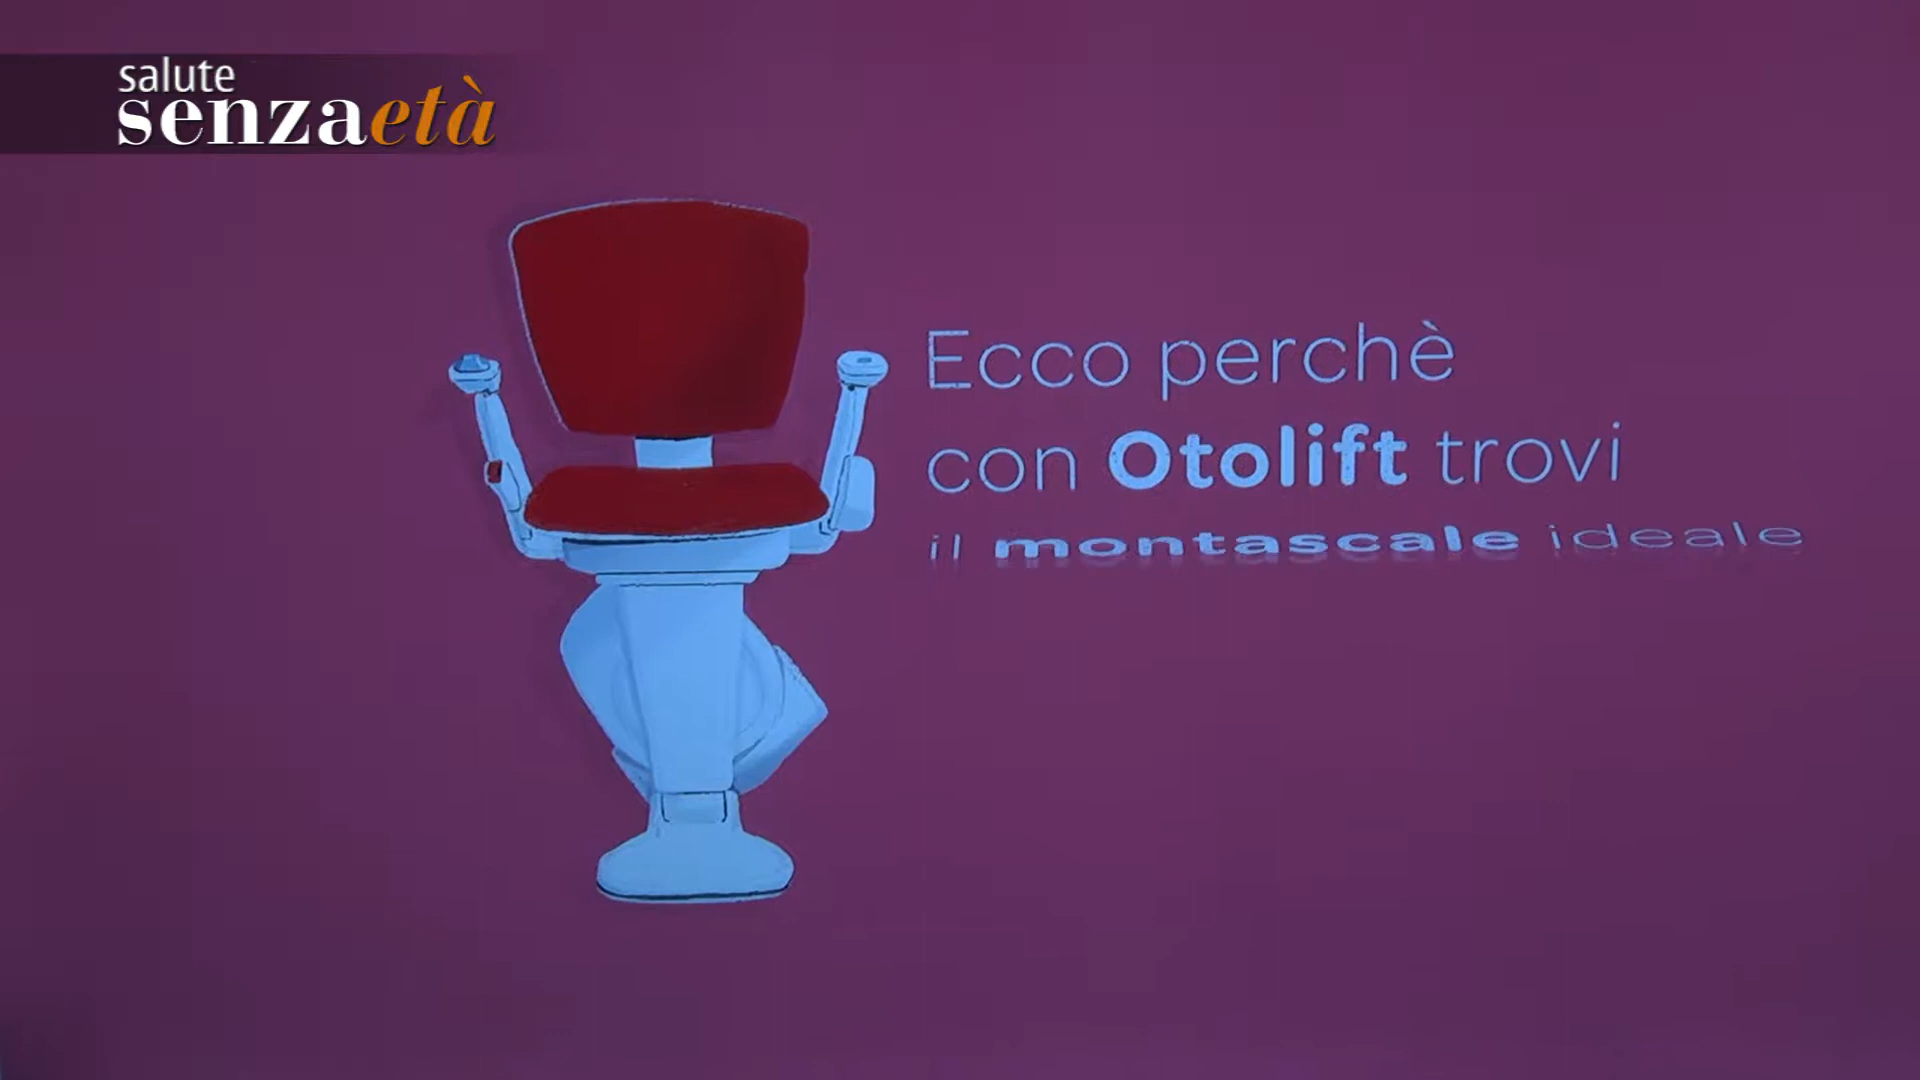 salute
senzaetà
Ecco perchè
con Otolift trovi
il montascale ideale